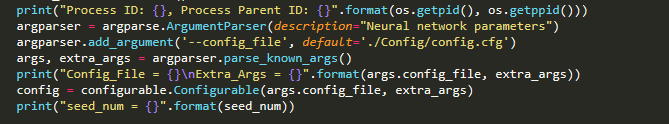 print("Process ID: {}, Process Parent ID: {}".format(os.getpid(), os.getppid()))
argparser = argparse.ArgumentParser(description="Neural network parameters")
argparser.add_argument('--config_file', default='./Config/config.cfg')
args, extra_args = argparser.parse_known_args()
print("Config_File = {}\nExtra_Args = {}".format(args.config_file, extra_args))
config = configurable.Configurable(args.config_file, extra_args)
print("seed_num = {}".format(seed_num))